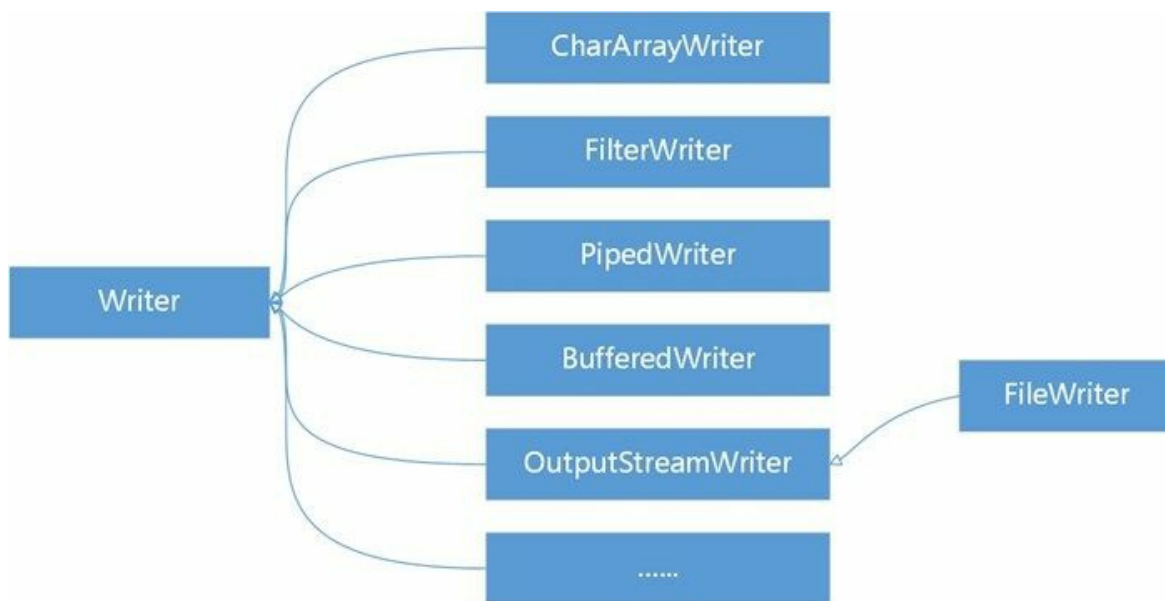 CharArrayWriter
FilterWriter
PipedWriter
Writer
BufferedWriter
FileWriter
OutputStreamWriter
......